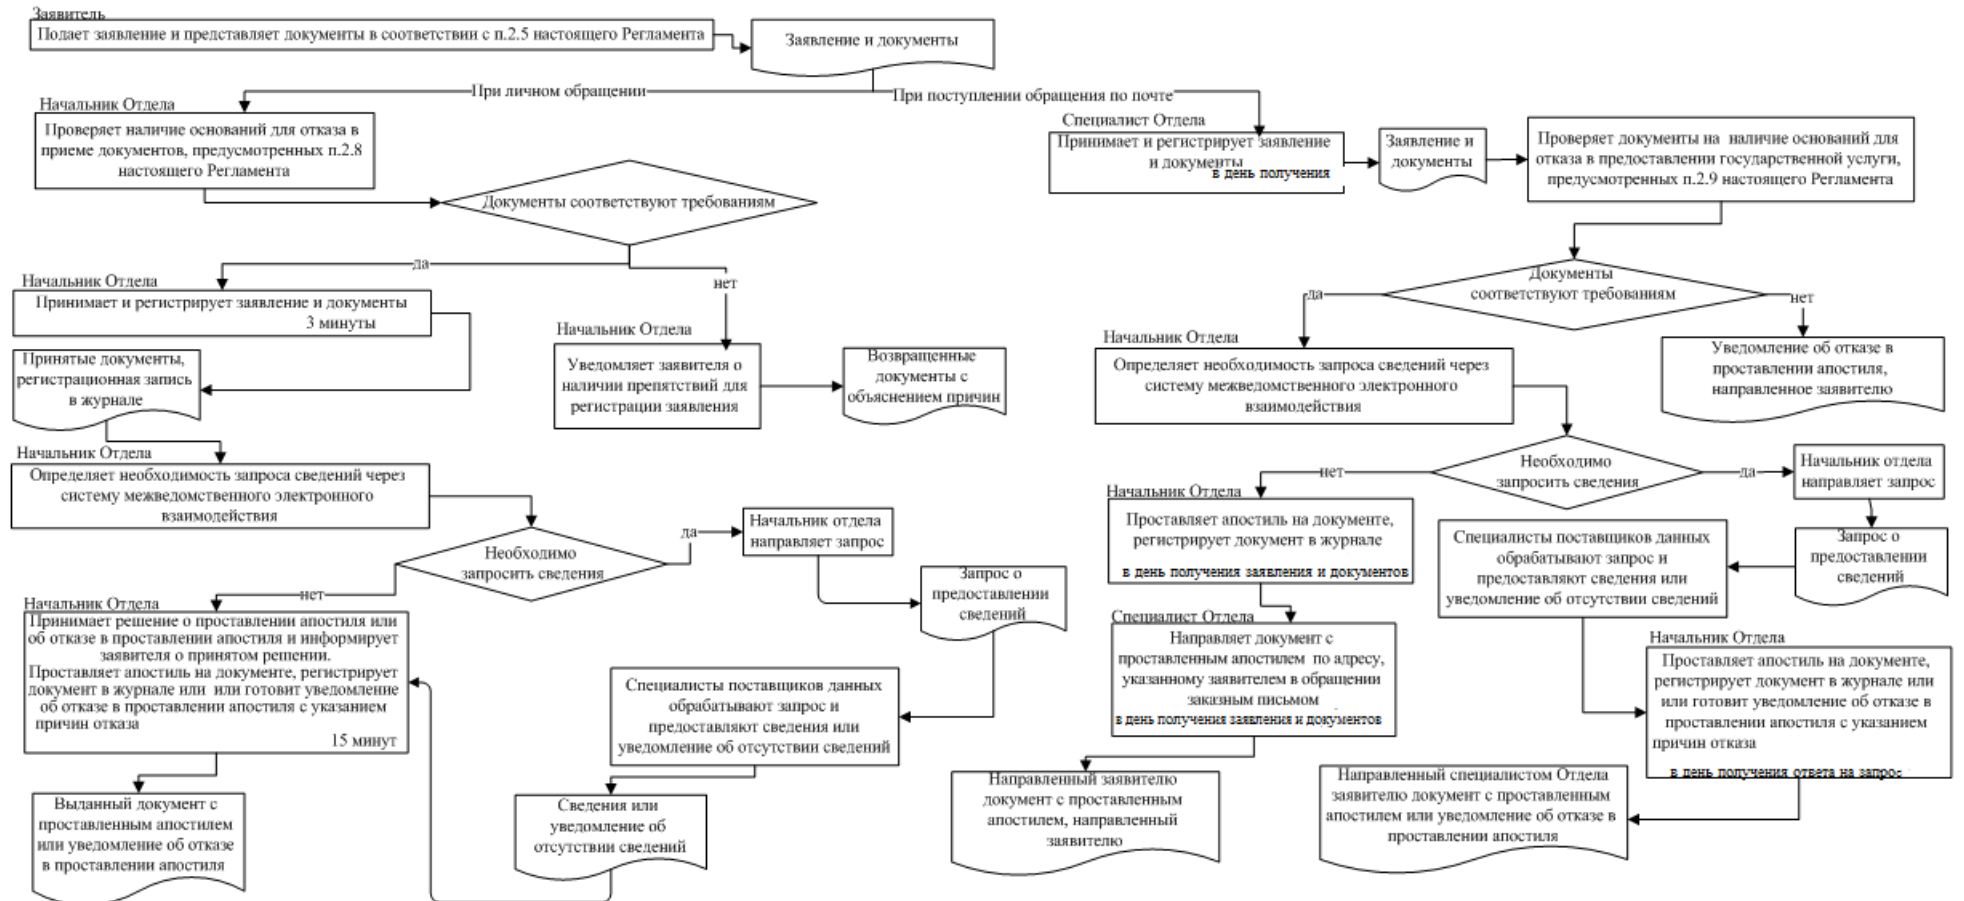 Заявитель
Подает заявление и представляет документы в соответствии с п.2.5 настоящего Регламента
Заявление и документы
При личном обращении
При поступлении обращения по почте
Начальник Отдела
Проверяет наличие оснований для отказа в
приеме документов, предусмотренных п.2.8
настоящего Регламента
Документы соответствуют требованиям
да
нет
Начальник Отдела
Принимает и регистрирует заявление и документы
3 минуты
Принятые документы,
регистрационная запись
в журнале
Начальник Отдела
Уведомляет заявителя о
наличии препятствий для
регистрации заявления
Возвращенные
документы с
объяснением причин
Начальник Отдела
Определяет необходимость запроса сведений через
систему межведомственного электронного
взаимодействия
Необходимо
запросить сведения
да
нет
Начальник отдела
направляет запрос
Запрос о
предоставлении
сведений
Начальник Отдела
Принимает решение о проставлении апостиля или
об отказе в проставлении апостиля и информирует
заявителя о принятом решении.
Проставляет апостиль на документе, регистрирует
документ в журнале или или готовит уведомление
об отказе в проставлении апостиля с указанием
причин отказа
15 минут
Специалисты поставщиков данных
обрабатывают запрос и
предоставляют сведения или
уведомление об отсутствии сведений
Выданный документ с
проставленным апостилем
или уведомление об отказе
в проставлении апостиля
Сведения или
уведомление об
отсутствии сведений
Специалист Отдела
Принимает и регистрирует заявление
и документы
в день получения
Заявление и
документы
Проверяет документы на наличие оснований для
отказа в предоставлении государственной услуги,
предусмотренных п.2.9 настоящего Регламента
Документы
соответствуют требованиям
да
нет
Начальник Отдела
Определяет необходимость запроса сведений через
систему межведомственного электронного
взаимодействия
Уведомление об отказе в
проставлении апостиля,
направленное заявителю
Необходимо
запросить сведения
нет
да
Начальник отдела
направляет запрос
Начальник Отдела
Проставляет апостиль на документе,
регистрирует документ в журнале
в день получения заявления и документов
Специалисты поставщиков данных
обрабатывают запрос и
предоставляют сведения или
уведомление об отсутствии сведений
Запрос о
предоставлении
сведений
Специалист Отдела
Направляет документ с
проставленным апостилем по адресу,
указанному заявителем в обращении
заказным письмом
в день получения заявления и документов
Начальник Отдела
Проставляет апостиль на документе,
регистрирует документ в журнале или
или готовит уведомление об отказе в
проставлении апостиля с указанием
причин отказа
в день получения ответа на запрос
Направленный заявителю
документ с проставленным
апостилем, направленный
заявителю
Направленный специалистом Отдела
заявителю документ с проставленным
апостилем или уведомление об отказе в
проставлении апостиля